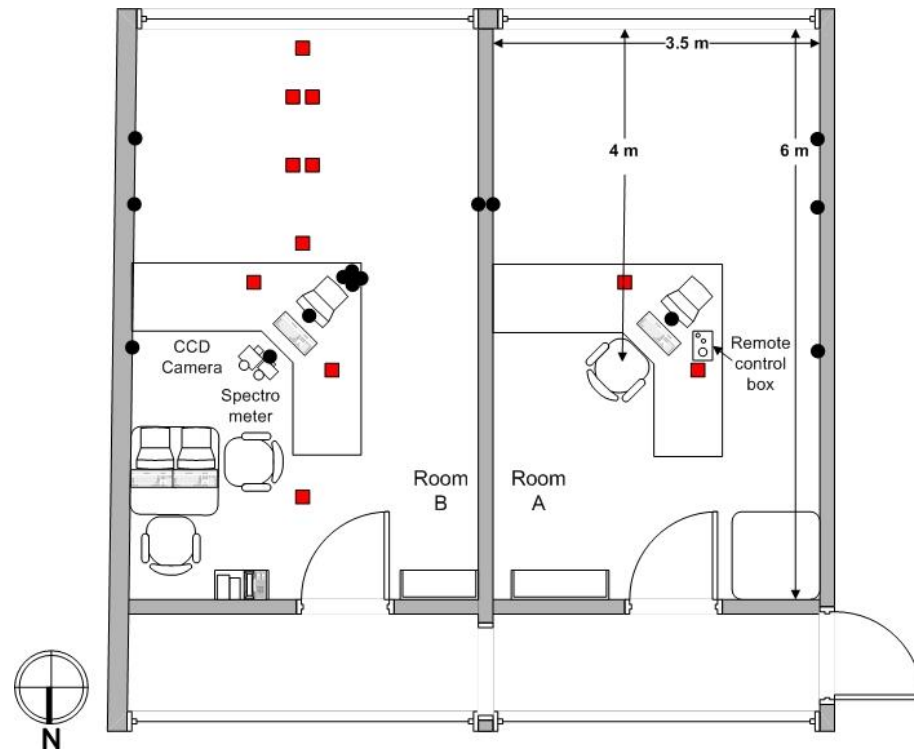 3.5 m
4 m
6 m
CCD
Camera
Spectro
meter
Remote
control
box
Room
B
Room
A
N